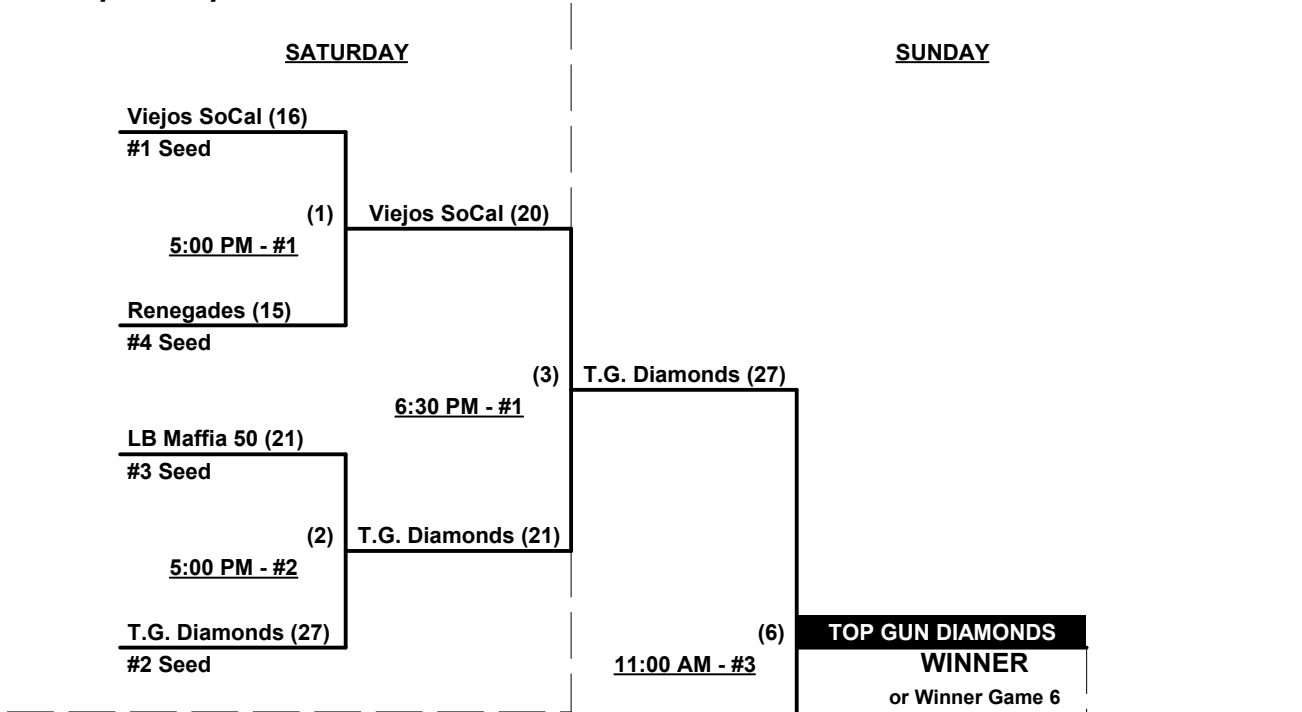 SATURDAY
SUNDAY
Viejos SoCal (16)
#1 Seed
(1)
Viejos SoCal (20)
5:00 PM - #1
Renegades (15)
#4 Seed
(3)
T.G. Diamonds (27)
6:30 PM - #1
LB Maffia 50 (21)
#3 Seed
(2)
T.G. Diamonds (21)
5:00 PM - #2
T.G. Diamonds (27)
#2 Seed
(6)
TOP GUN DIAMONDS
11:00 AM - #3
WINNER
or Winner Game 6